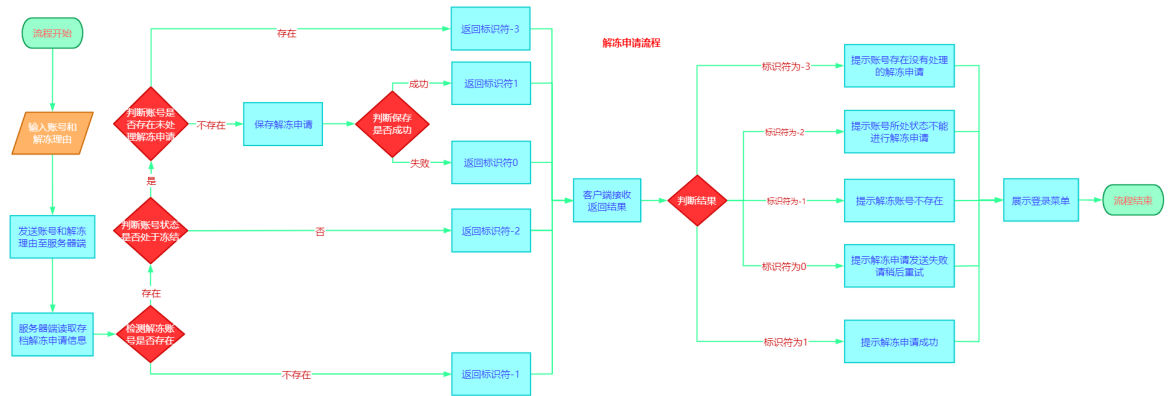 解冻申请流程
流程开始
输入账号和
解冻理由
发送账号和解冻
理由至服务器端
服务器端读取存
档解冻申请信息
检测解冻账
号是否存在
存在
不存在
判断账号状态
是否处于冻结
是
否
判断账号是
否存在未处
理解冻申请
存在
不存在
保存解冻申请
判断保存
是否成功
成功
失败
返回标识符-3
返回标识符1
返回标识符0
返回标识符-2
返回标识符-1
客户端接收
返回结果
判断结果
标识符为-3
标识符为-2
标识符为-1
标识符为0
标识符为1
提示账号存在没有处理
的解冻申请
提示账号所处状态不能
进行解冻申请
提示解冻账号不存在
提示解冻申请发送失败
请稍后重试
提示解冻申请成功
展示登录菜单
流程结束